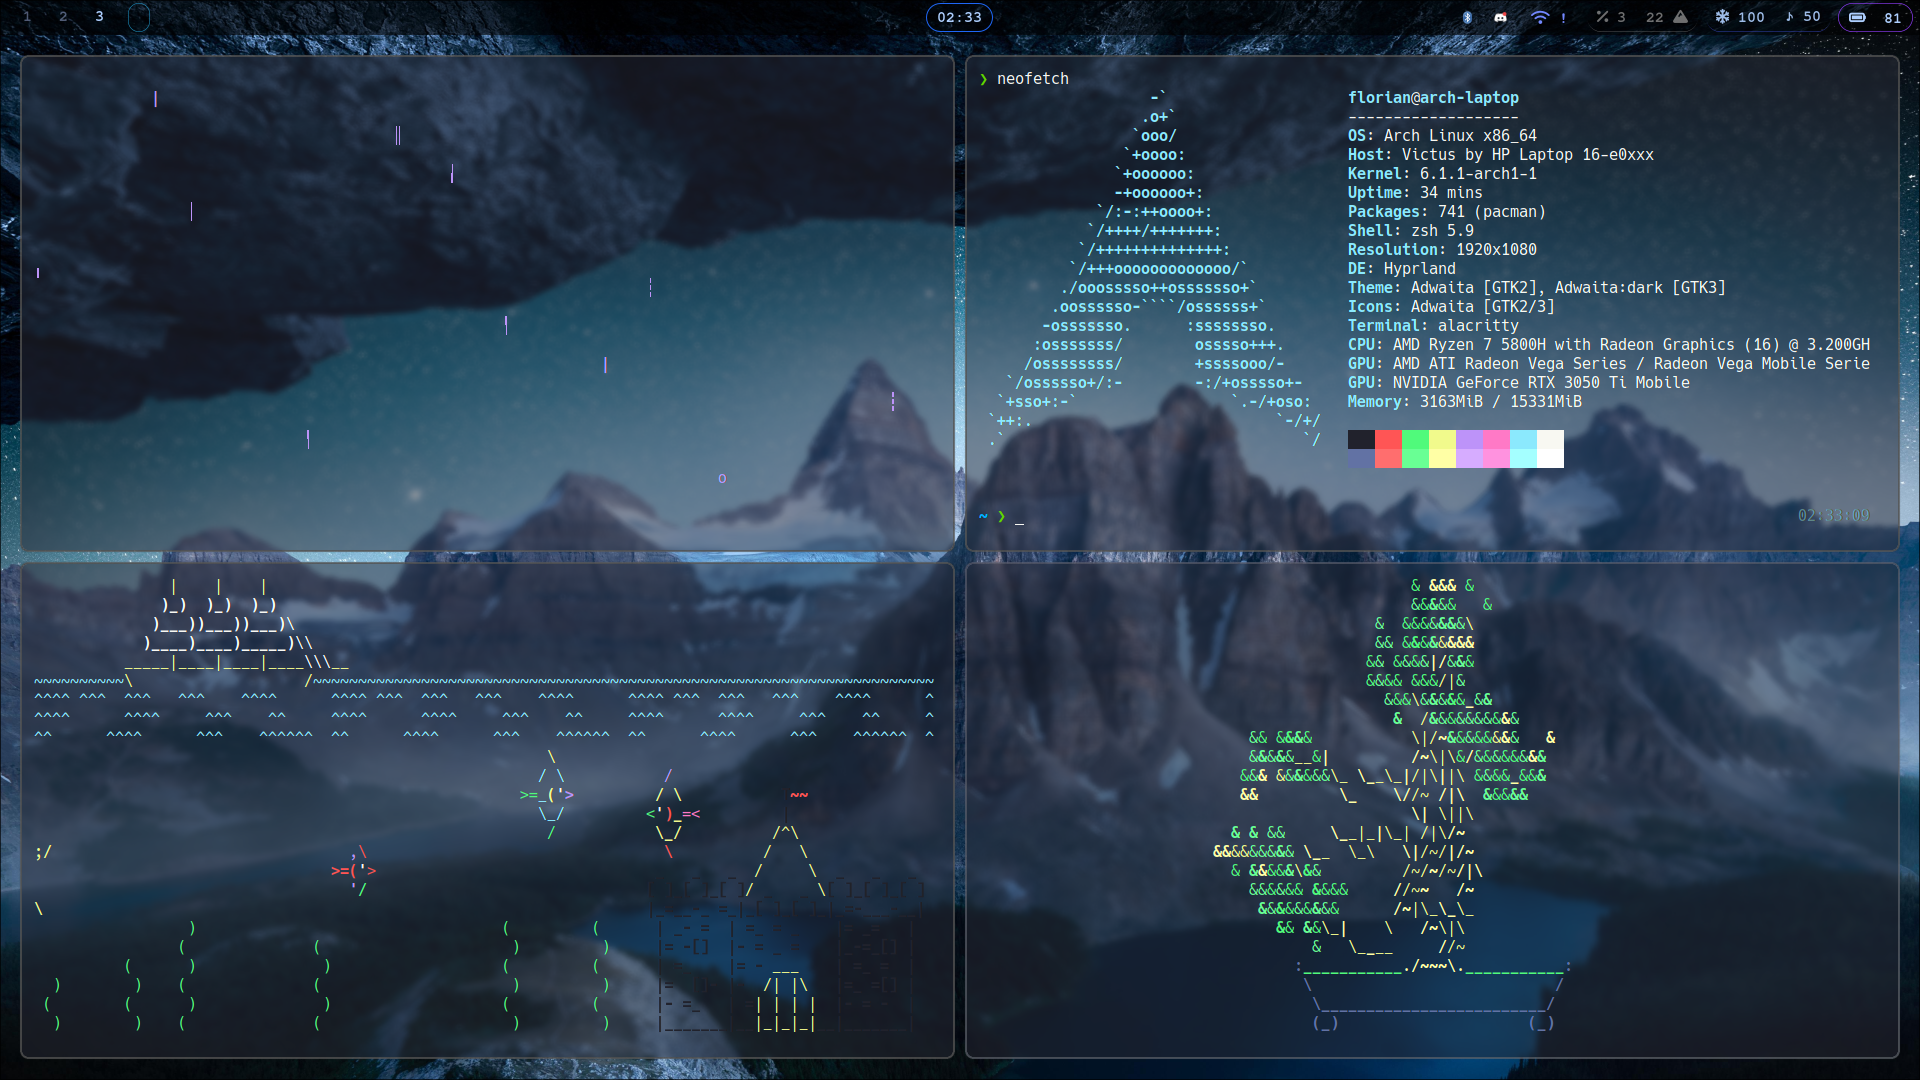 1 2 3
02:33
! 3 22 100 50 81
❯ neofetch
florian@arch-laptop
-------------------
OS: Arch Linux x86_64
Host: Victus by HP Laptop 16-e0xxx
Kernel: 6.1.1-arch1-1
Uptime: 34 mins
Packages: 741 (pacman)
Shell: zsh 5.9
Resolution: 1920x1080
DE: Hyprland
Theme: Adwaita [GTK2], Adwaita:dark [GTK3]
Icons: Adwaita [GTK2/3]
Terminal: alacritty
CPU: AMD Ryzen 7 5800H with Radeon Graphics (16) @ 3.200GH
GPU: AMD ATI Radeon Vega Series / Radeon Vega Mobile Serie
GPU: NVIDIA GeForce RTX 3050 Ti Mobile
Memory: 3163MiB / 15331MiB
~ ❯ _
02:33:09